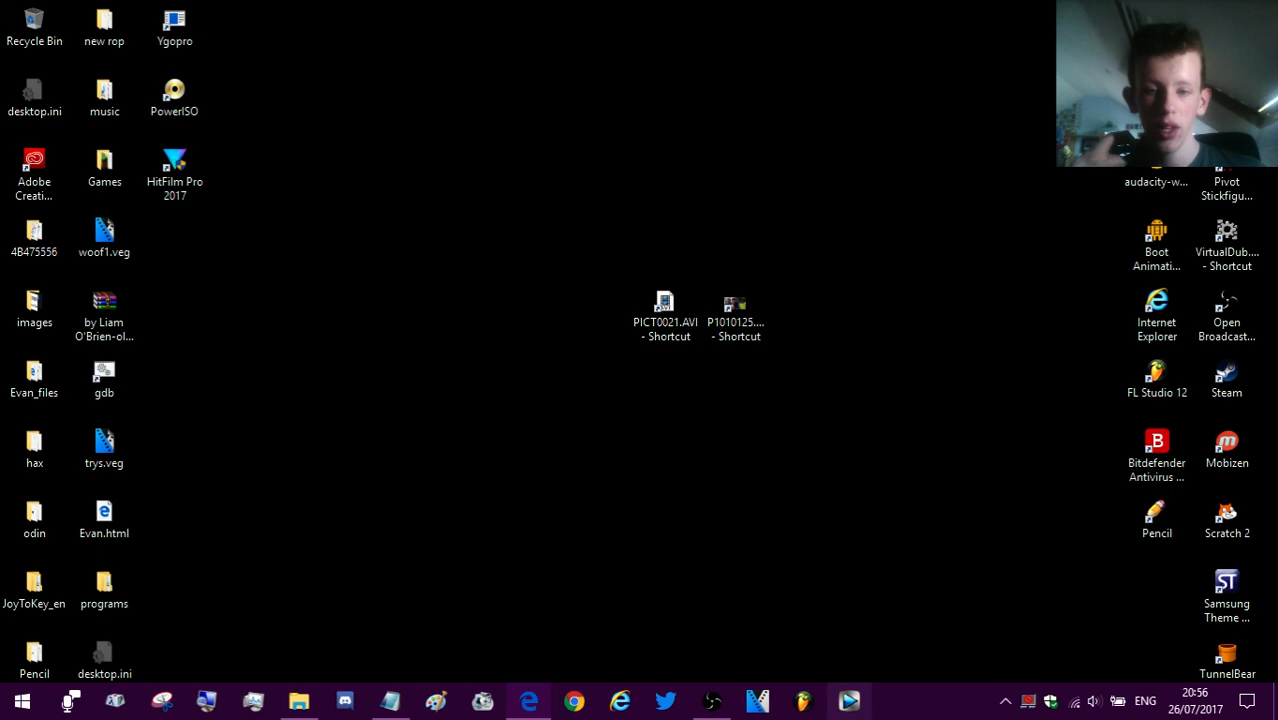 Recycle Bin
new rop
Ygopro
desktop.ini
music
PowerISO
Adobe
Creati...
Games
HitFilm Pro
2017
audacity-w...
Pivot
Stickfigu...
4B475556
woof1.veg
Boot
Animati...
VirtualDub....
- Shortcut
images
by Liam
O'Brien-ol...
PICT0021.AVI
- Shortcut
P1010125....
- Shortcut
Internet
Explorer
Open
Broadcast...
Evan_files
gdb
FL Studio 12
Steam
hax
trys.veg
B
Bitdefender
Antivirus ...
m
Mobizen
odin
Evan.html
Pencil
Scratch 2
JoyToKey_en
programs
ST
Samsung
Theme ...
Pencil
desktop.ini
TunnelBear
ENG
20:56
26/07/2017